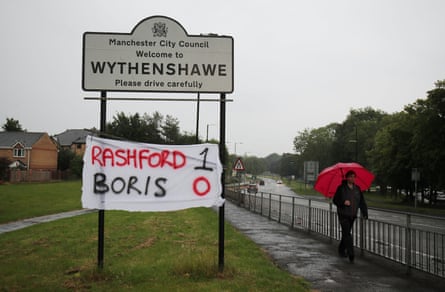 Manchester City Council
Welcome to
WYTHENSHAWE
Please drive carefully
RASHFORD 1
BORIS 0